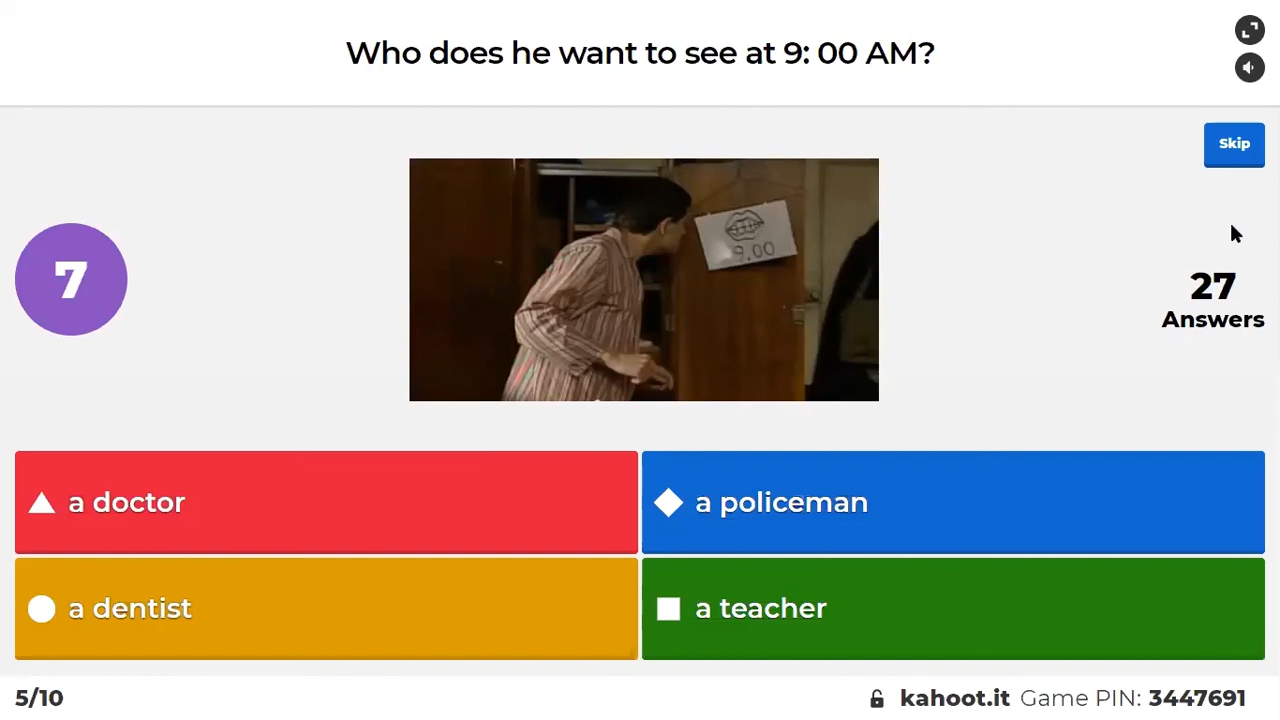 Who does he want to see at 9: 00 AM?
Skip
7
9.00
27
Answers
a doctor
a policeman
a dentist
a teacher
5/10
kahoot.it Game PIN: 3447691